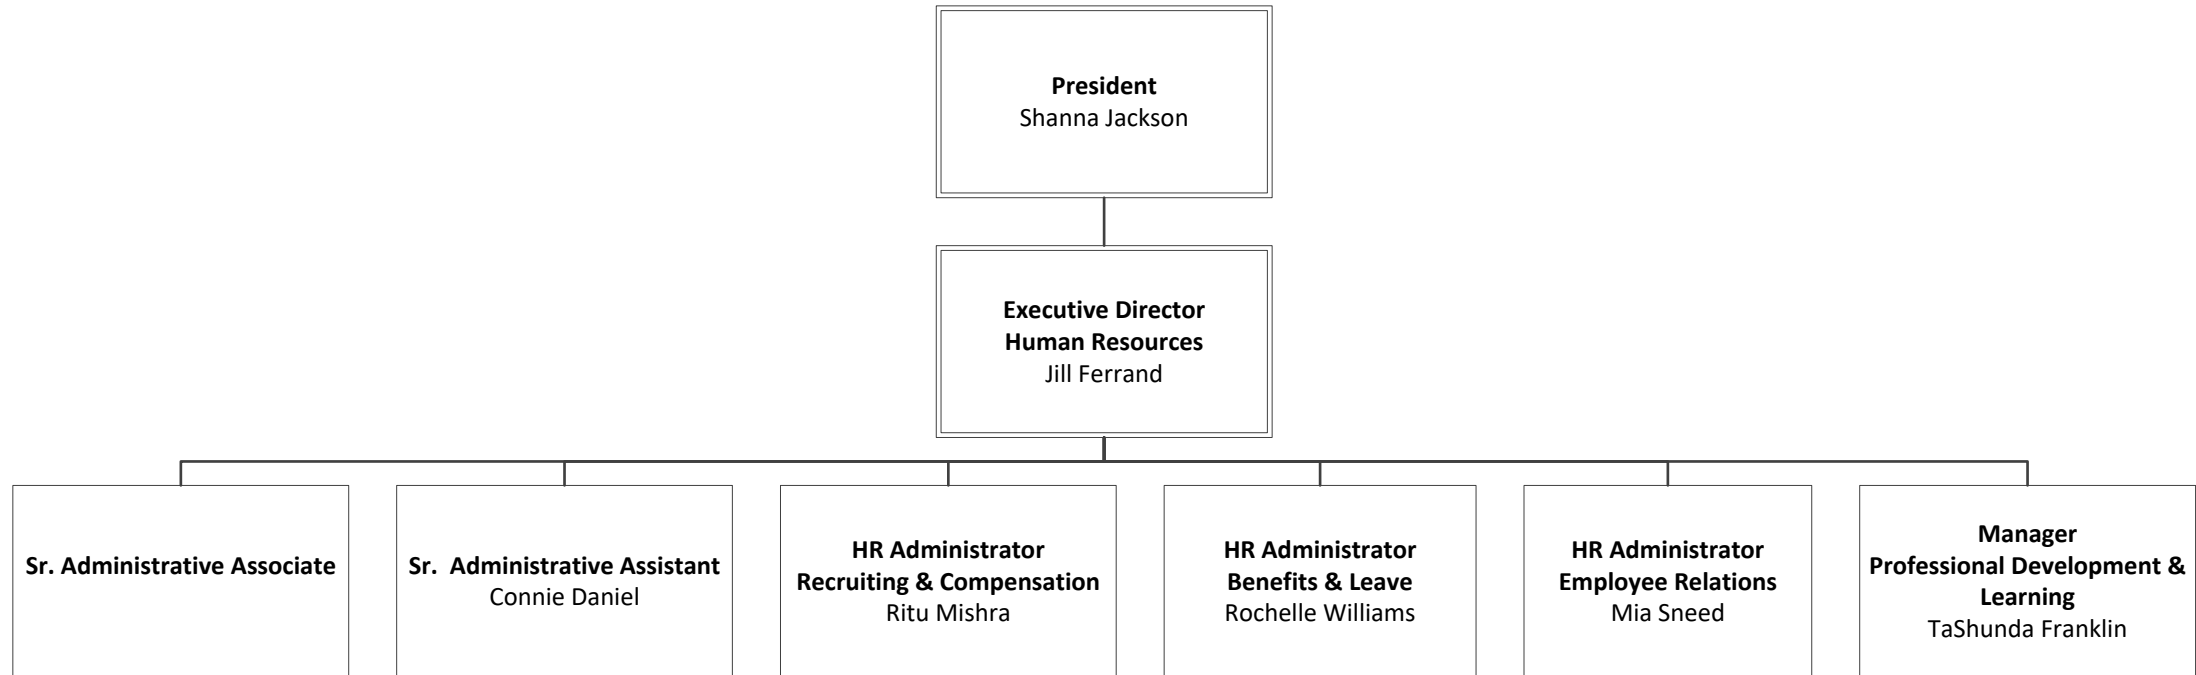 President
Shanna Jackson
Executive Director
Human Resources
Jill Ferrand
Sr. Administrative Associate
Sr.  Administrative Assistant
Connie Daniel
HR Administrator
Recruiting & Compensation
Ritu Mishra
HR Administrator
Benefits & Leave
Rochelle Williams
HR Administrator
Employee Relations
Mia Sneed
Manager
Professional Development &
Learning
TaShunda Franklin